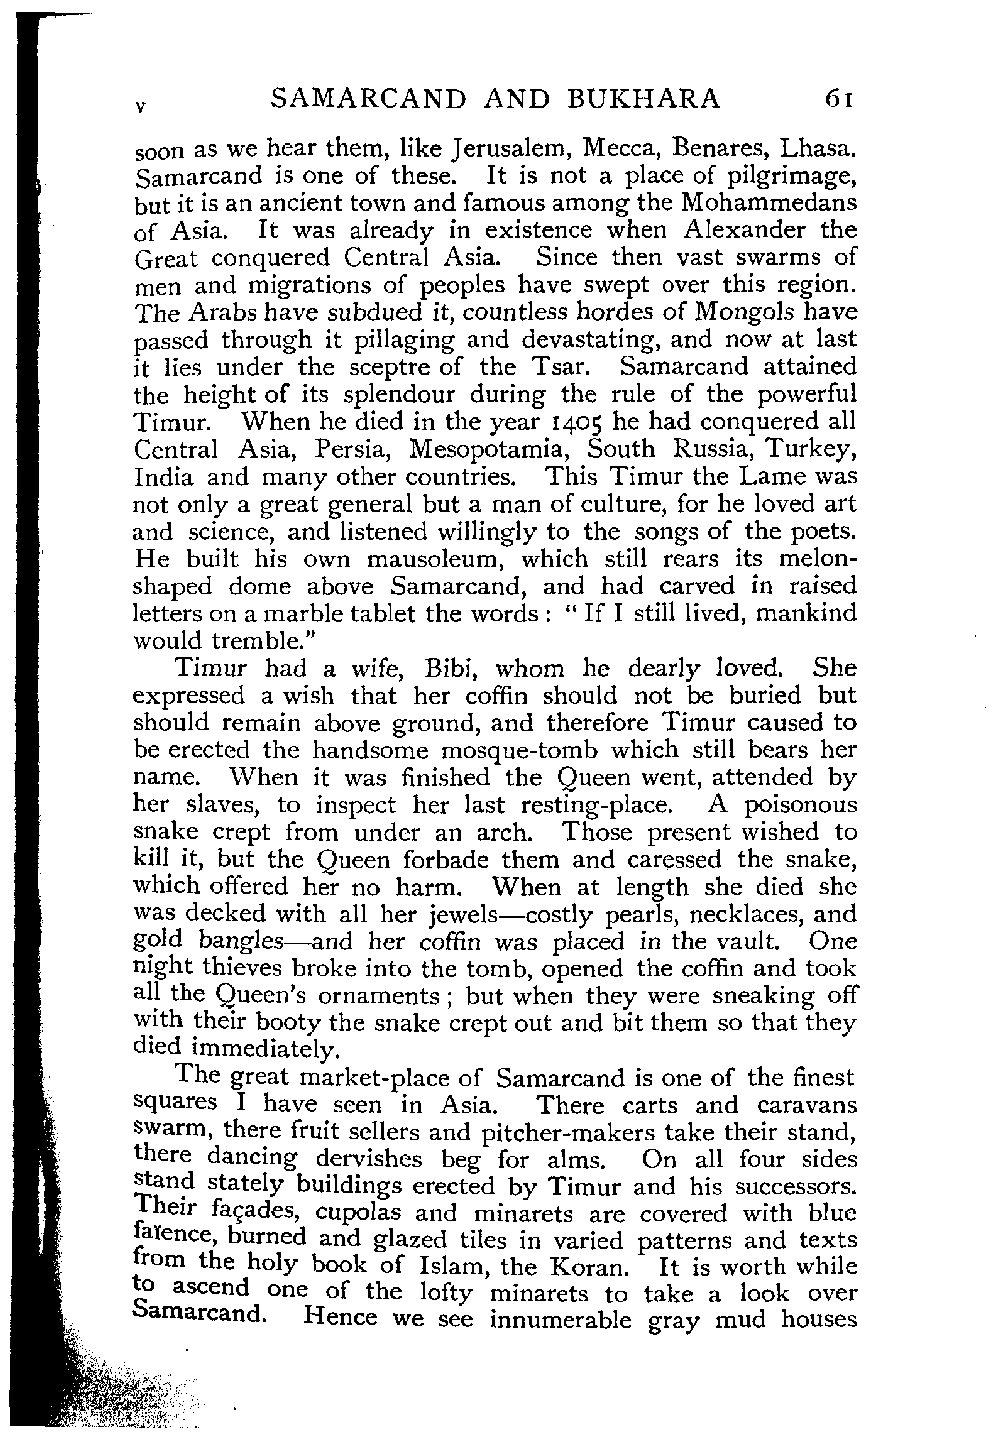 v SAMARCAND AND BUKHARA 61
soon as we hear them, like Jerusalem, Mecca, Benares, Lhasa.
Samarcand is one of these. It is not a place of pilgrimage,
but it is an ancient town and famous among the Mohammedans
of Asia. It was already in existence when Alexander the
Great conquered Central Asia. Since then vast swarms of
men and migrations of peoples have swept over this region.
The Arabs have subdued it, countless hordes of Mongols have
passed through it pillaging and devastating, and now at last
it lies under the sceptre of the Tsar. Samarcand attained
the height of its splendour during the rule of the powerful
Timur. When he died in the year 1405 he had conquered all
Central Asia, Persia, Mesopotamia, South Russia, Turkey,
India and many other countries. This Timur the Lame was
not only a great general but a man of culture, for he loved art
and science, and listened willingly to the songs of the poets.
He built his own mausoleum, which still rears its melon-
shaped dome above Samarcand, and had carved in raised
letters on a marble tablet the words : " If I still lived, mankind
would tremble."
Timur had a wife, Bibi, whom he dearly loved. She
expressed a wish that her coffin should not be buried but
should remain above ground, and therefore Timur caused to
be erected the handsome mosque-tomb which still bears her
name. When it was finished the Queen went, attended by
her slaves, to inspect her last resting-place. A poisonous
snake crept from under an arch. Those present wished to
kill it, but the Queen forbade them and caressed the snake,
which offered her no harm. When at length she died she
was decked with all her jewels—costly pearls, necklaces, and
gold bangles—and her coffin was placed in the vault. One
night thieves broke into the tomb, opened the coffin and took
all the Queen's ornaments ; but when they were sneaking off
with their booty the snake crept out and bit them so that they
died immediately.
The great market-place of Samarcand is one of the finest
squares I have seen in Asia. There carts and caravans
swarm, there fruit sellers and pitcher-makers take their stand,
there dancing dervishes beg for alms. On all four sides
stand stately buildings erected by Timur and his successors.
Their façades, cupolas and minarets are covered with blue
faïence, burned and glazed tiles in varied patterns and texts
from the holy book of Islam, the Koran. It is worth while
to ascend one of the lofty minarets to take a look over
Samarcand. Hence we see innumerable gray mud houses